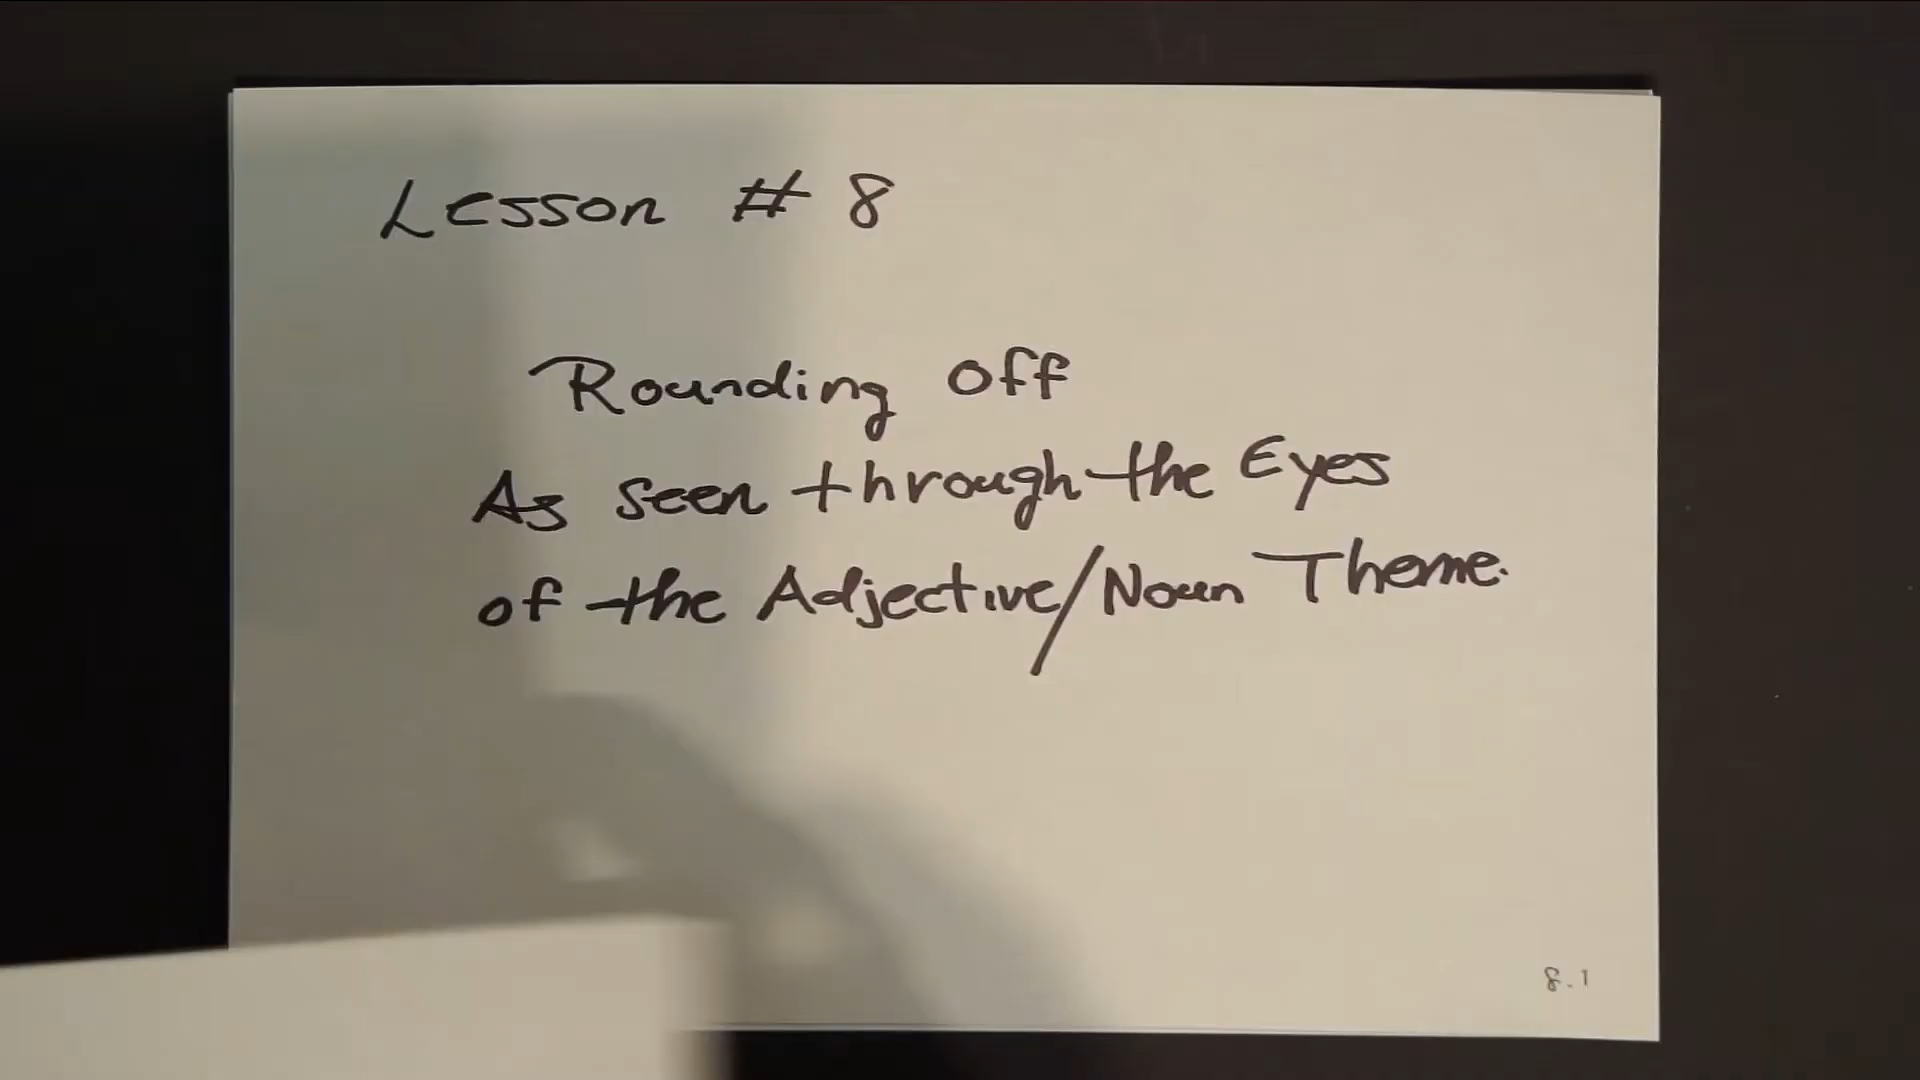 Lesson # 8
Rounding Off
As seen through the Eyes
of the Adjective/Noun Theme.
8.1